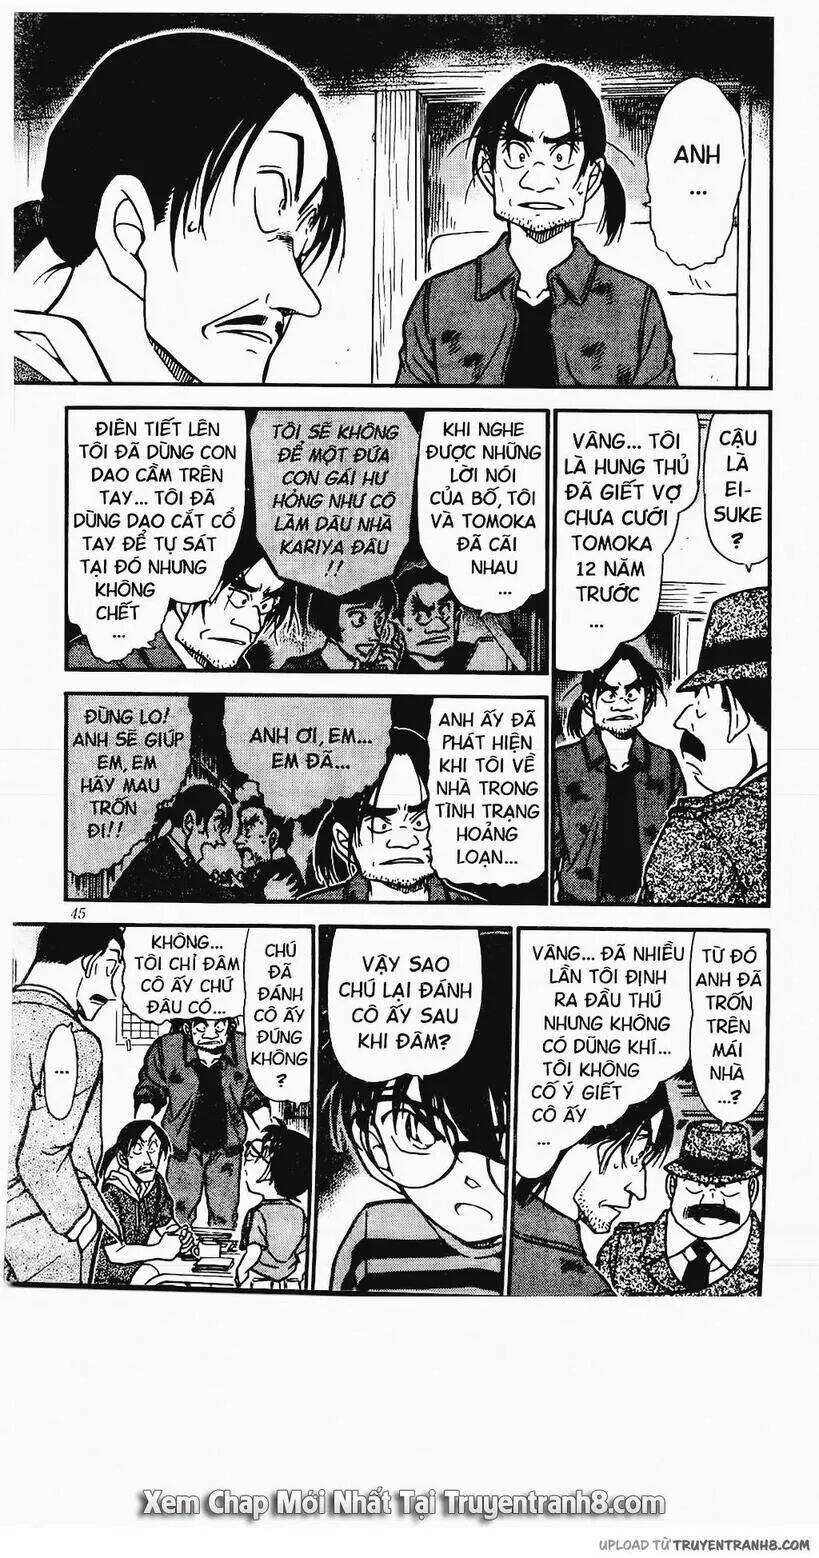 ANH
...
CẬU
LÀ
EI-
SUKE
?
VÂNG... TÔI
LÀ HUNG THỦ
ĐÃ GIẾT VỢ
CHƯA CƯỚI
TOMOKA
12 NĂM
TRƯỚC
...
KHI NGHE
ĐƯỢC NHỮNG
LỜI NÓI
CỦA BỐ, TÔI
VÀ TOMOKA
ĐÃ CÃI
NHAU
...
TÔI SẼ KHÔNG
ĐỂ MỘT ĐỨA
CON GÁI HƯ
HỎNG NHƯ CÔ
LÀM DÂU NHÀ
KARIYA ĐÂU
!!
ĐIÊN TIẾT LÊN
TÔI ĐÃ DÙNG CON
DAO CẦM TRÊN
TAY... TÔI ĐÃ
DÙNG DAO CẮT CỔ
TAY ĐỂ TỰ SÁT
TẠI ĐÓ NHƯNG
KHÔNG
CHẾT
...
ANH ẤY ĐÃ
PHÁT HIỆN
KHI TÔI VỀ
NHÀ TRONG
TÌNH TRẠNG
HOẢNG
LOẠN...
ANH ƠI, EM...
EM ĐÃ...
ĐỪNG LO!
ANH SẼ GIÚP
EM, EM
HÃY MAU
TRỐN
ĐI!!
45
TỪ ĐÓ
ANH ĐÃ
TRỐN
TRÊN
MÁI
NHÀ
...?
VÂNG... ĐÃ NHIỀU
LẦN TÔI ĐỊNH
RA ĐẦU THÚ
NHƯNG KHÔNG
CÓ DŨNG KHÍ...
TÔI KHÔNG
CỐ Ý GIẾT
CÔ ẤY
...
VẬY SAO
CHÚ LẠI ĐÁNH
CÔ ẤY SAU
KHI ĐÂM?
CHÚ
ĐÃ
ĐÁNH
CÔ ẤY
ĐÚNG
KHÔNG
?
KHÔNG...
TÔI CHỈ ĐÂM
CÔ ẤY CHỨ
ĐÂU CÓ...
...
Xem Chap Mới Nhất Tại Truyentranh8.com
UPLOAD TỪ TRUYENTRANH8.COM